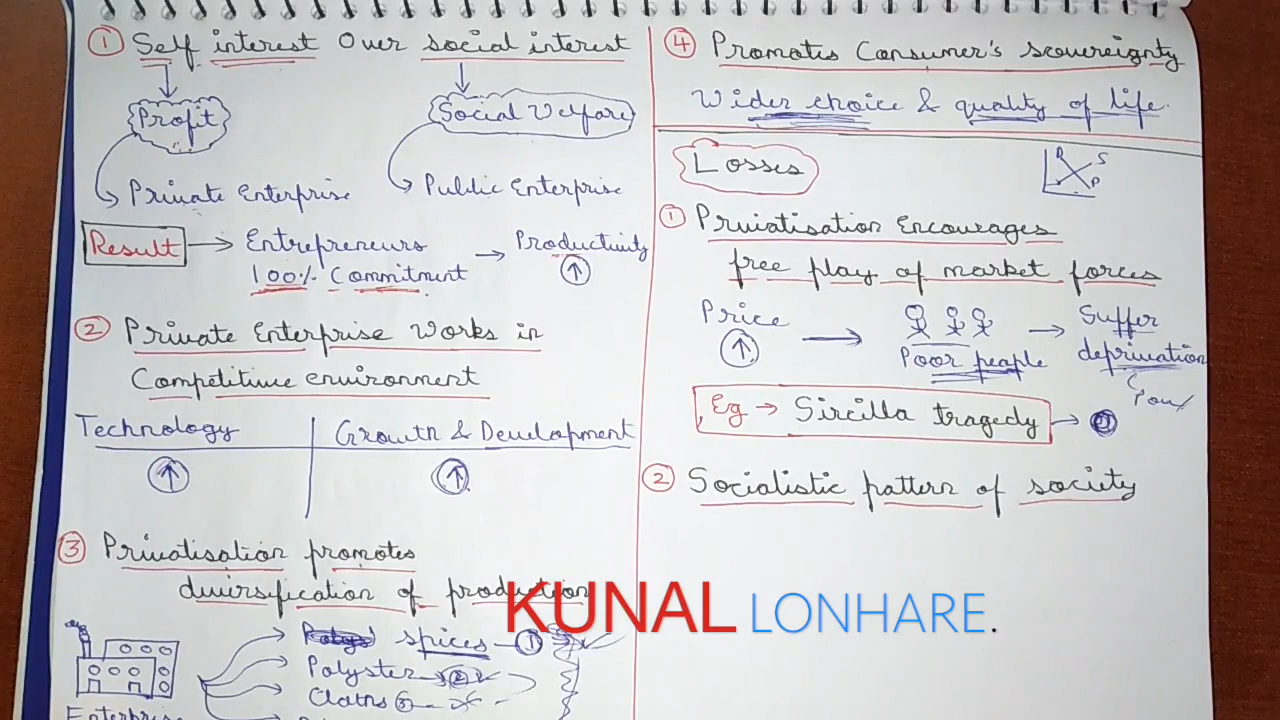 ① Self interest Over social interest
Profit
Social Welfare
Private Enterprise
Public Enterprise
Result → Entrepreneurs → Productivity
100% Commitment
② Private Enterprise Works in
Competitive environment
Technology
Growth & Development
③ Privatisation promotes
diversification of production
spices ①
Polyster ②
Cloths ③
Enterprise
④ Promotes Consumer's sovereignty
Wider choice & quality of life.
Losses
S
P
① Privatisation Encourages
free play of market forces
Price → Poor people → Suffer
deprivation
Eg → Sircilla tragedy →
② Socialistic pattern of society
KUNAL LONHARE.